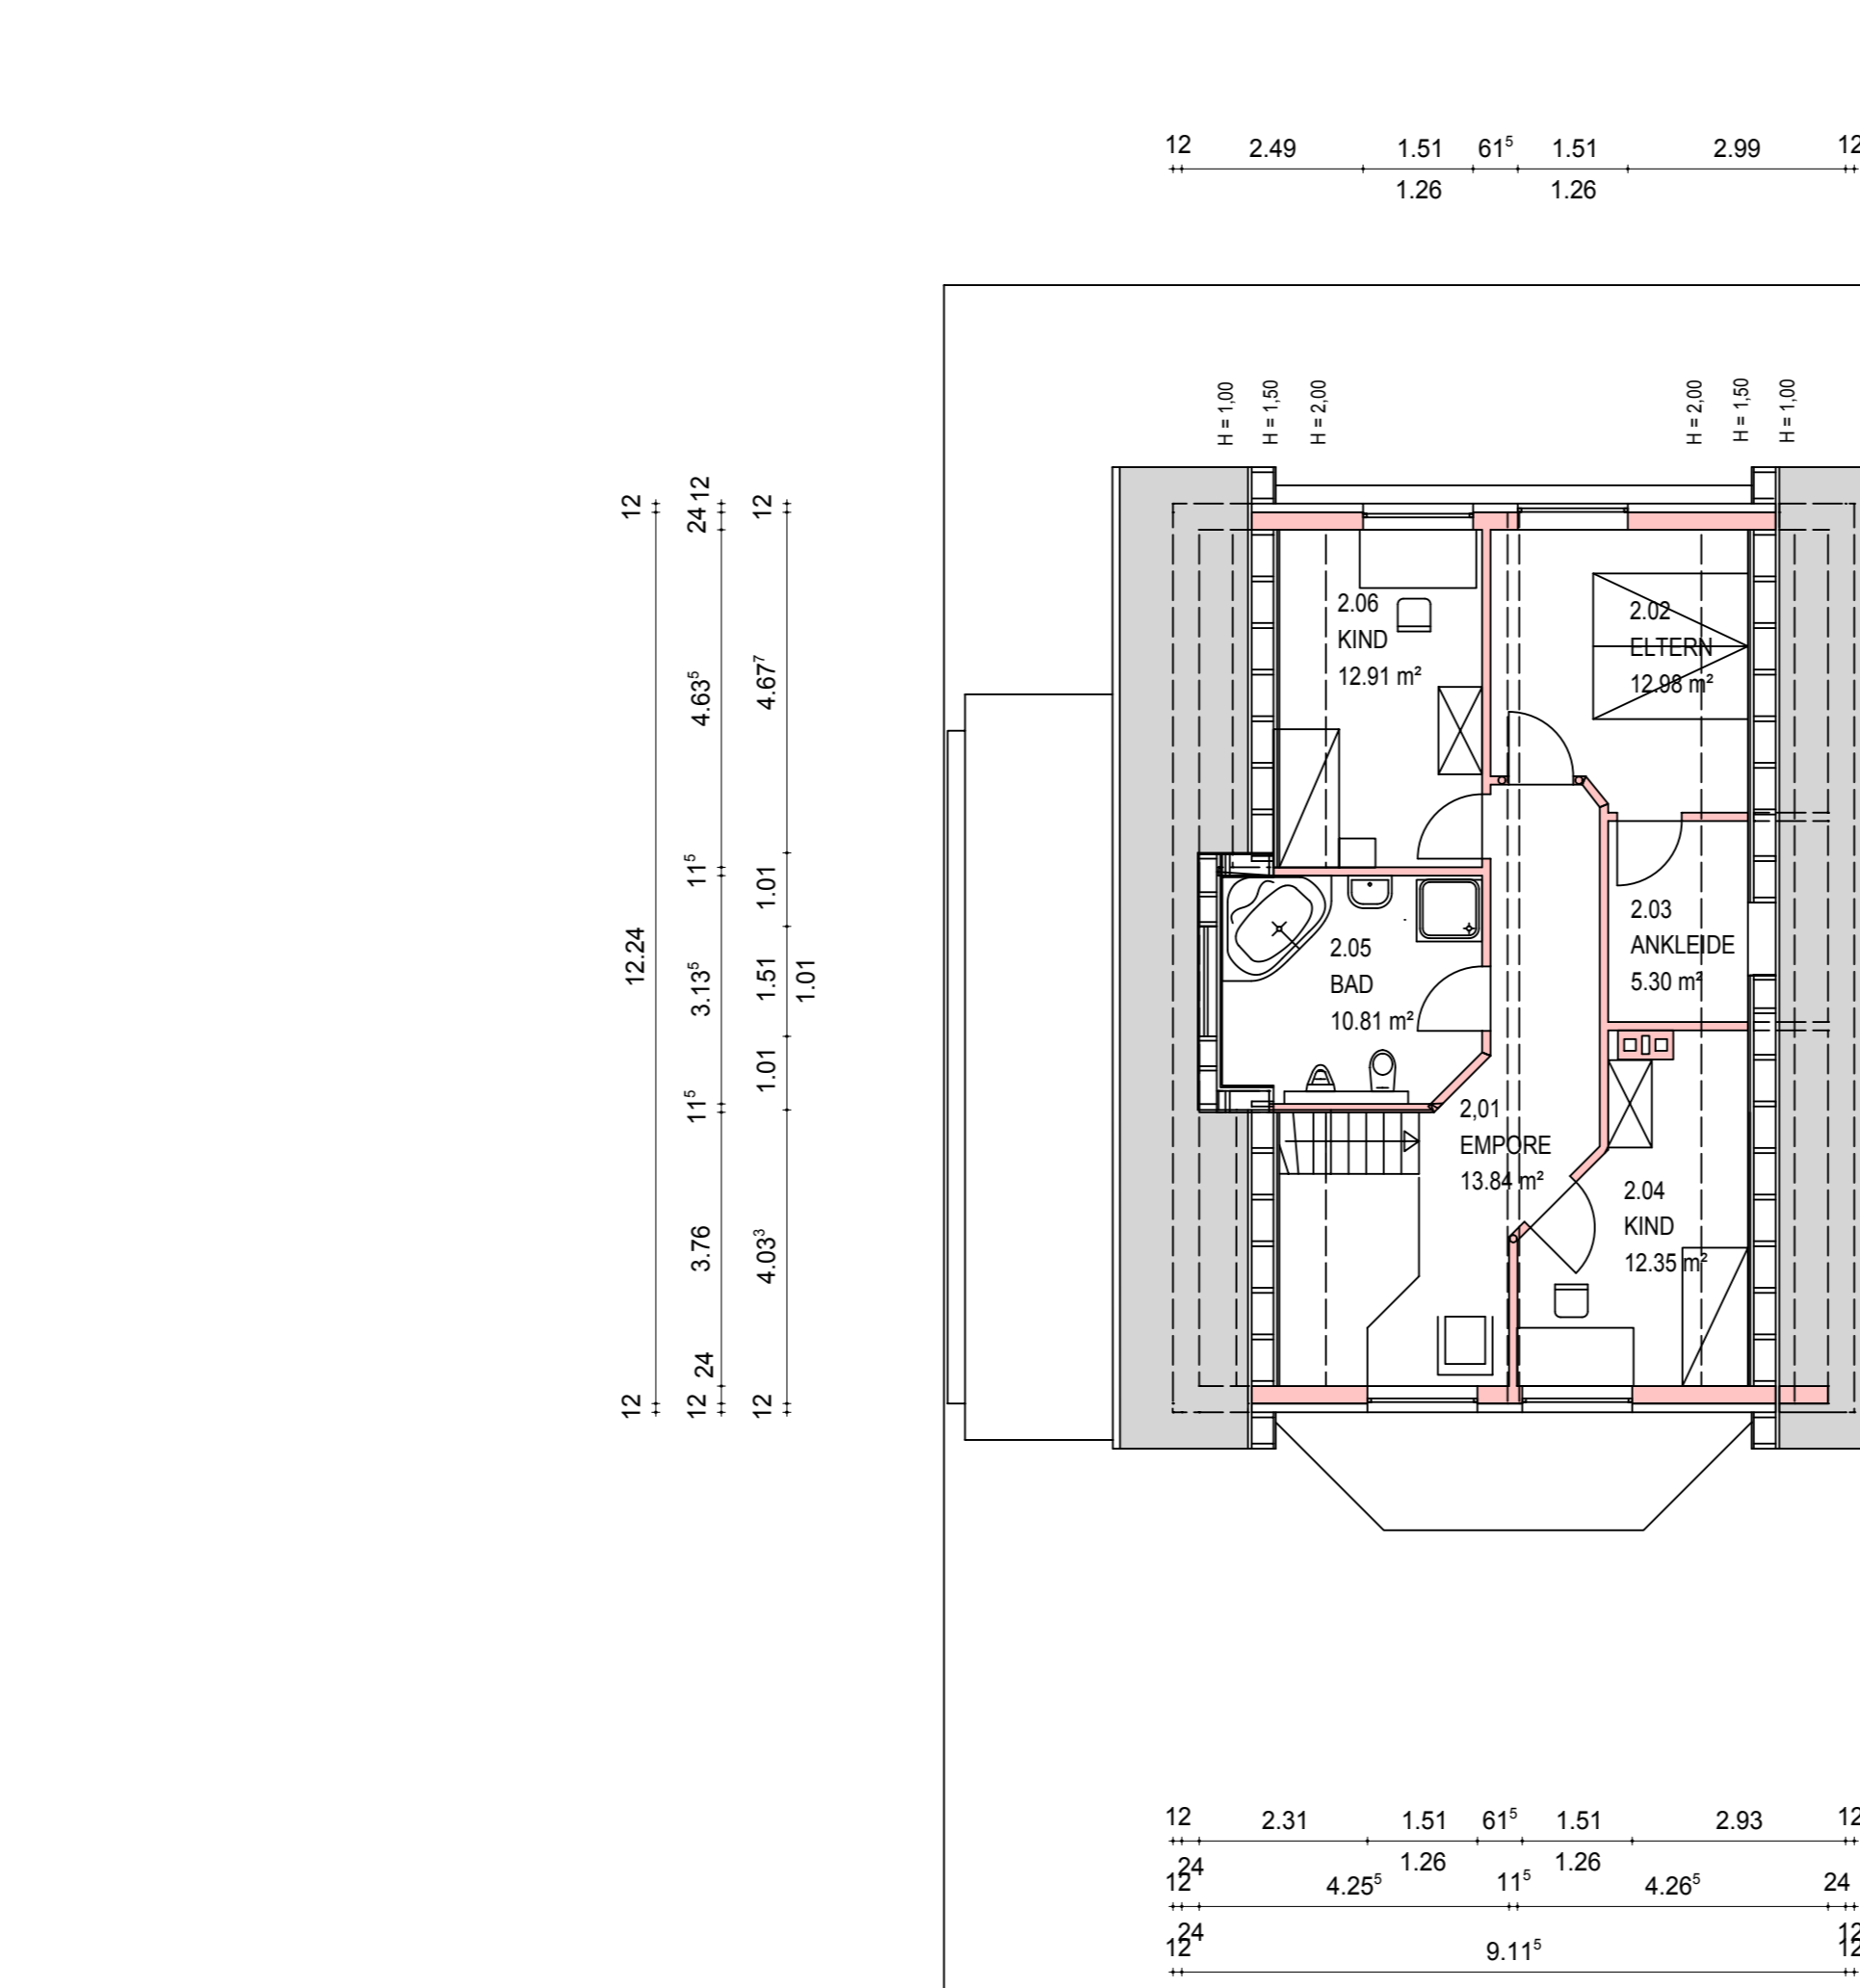 12 2.49 1.51 61⁵ 1.51 2.99 12
1.26 1.26
H = 1,00 H = 1,50 H = 2,00 H = 2,00 H = 1,50 H = 1,00
12 24 12 12
4.63⁵ 4.67⁷
11⁵ 1.01
12.24 3.13⁵ 1.51 1.01
11⁵ 1.01
3.76 4.03³
24
12 12 12
2.06
KIND
12.91 m²
2.02
ELTERN
12.98 m²
2.03
ANKLEIDE
5.30 m²
2.05
BAD
10.81 m²
2,01
EMPORE
13.84 m²
2.04
KIND
12.35 m²
12 2.31 1.51 61⁵ 1.51 2.93 12
24 1.26 1.26
12 4.25⁵ 11⁵ 4.26⁵ 24
24 12
12 9.11⁵ 12